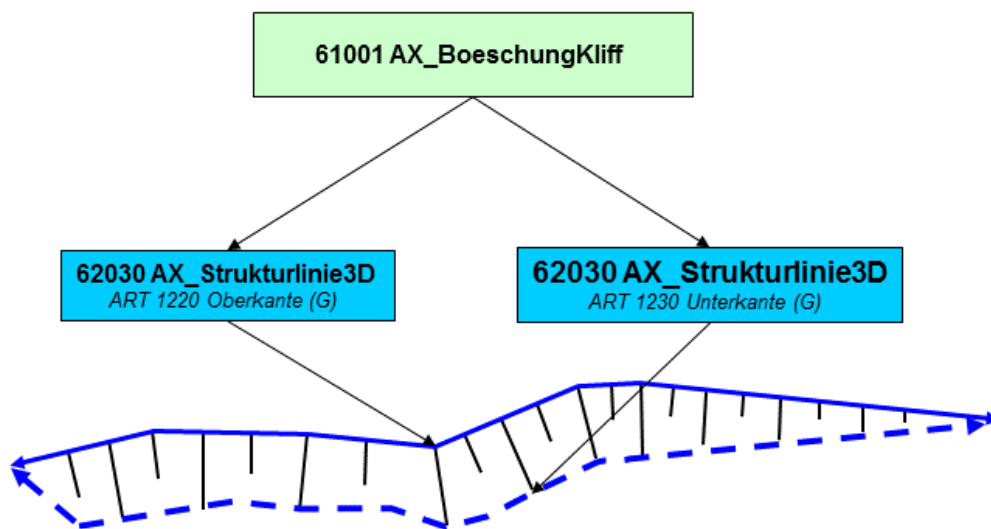 61001 AX_BoeschungKliff
62030 AX_Strukturlinie3D
ART 1220 Oberkante (G)
62030 AX_Strukturlinie3D
ART 1230 Unterkante (G)